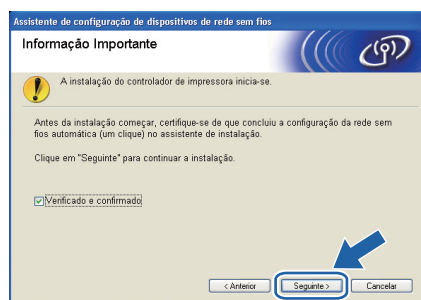 Assistente de configuração de dispositivos de rede sem fios
Informação Importante
A instalação do controlador de impressora inicia-se.
Antes da instalação começar, certifique-se de que concluiu a configuração da rede sem
fios automática (um clique) no assistente de instalação.
Clique em "Seguinte" para continuar a instalação.
Verificado e confirmado
< Anterior
Seguinte >
Cancelar